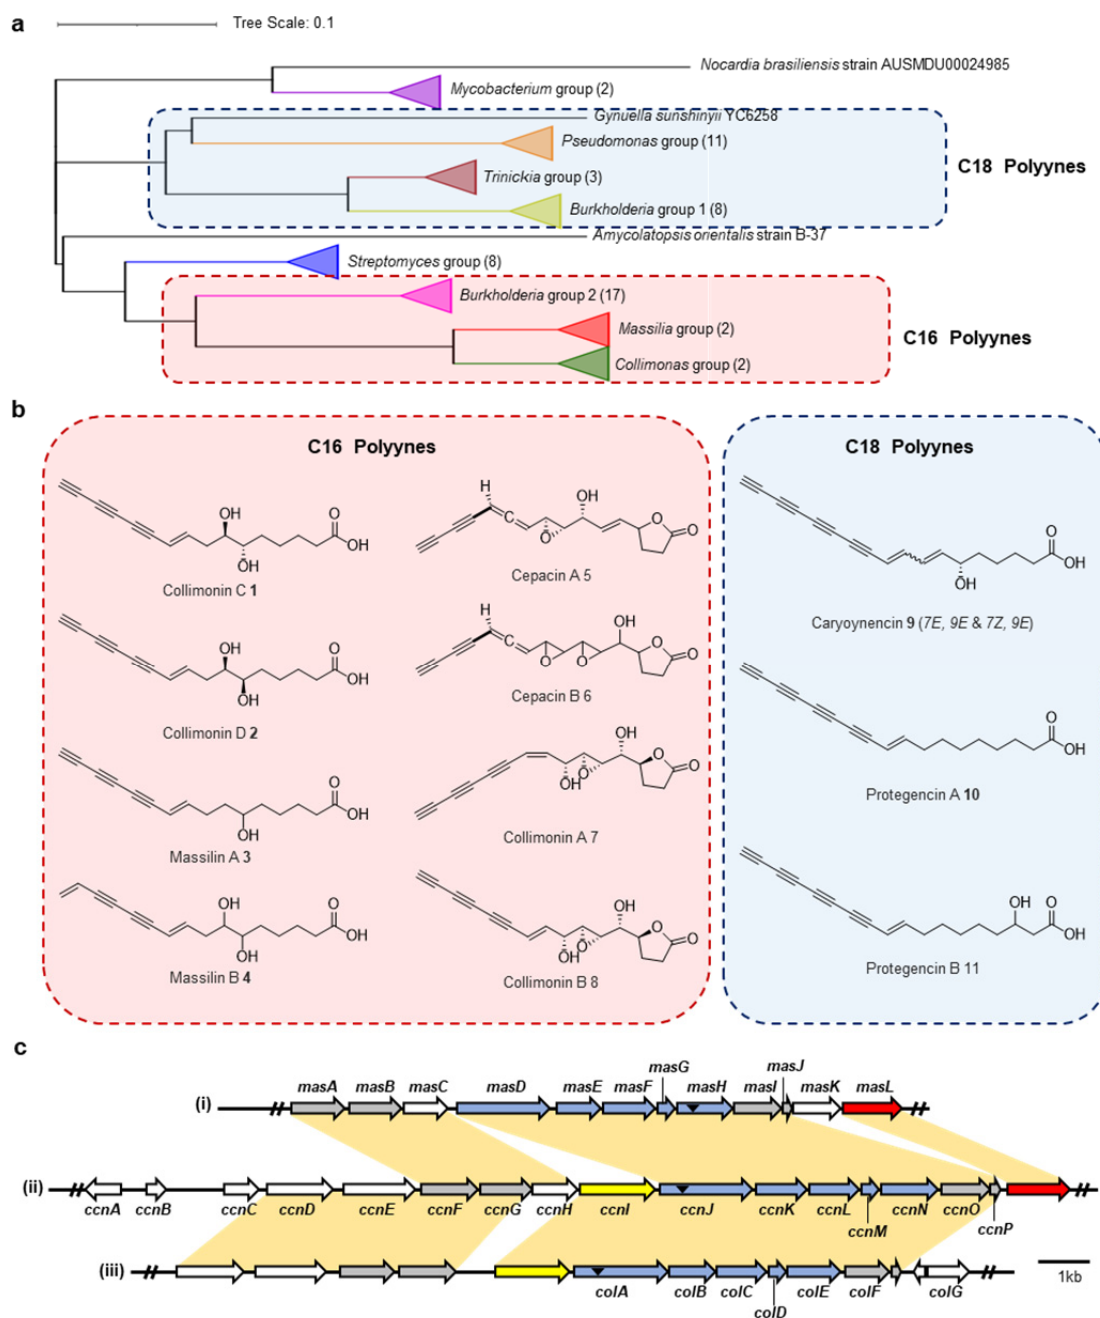 a
Tree Scale: 0.1
Nocardia brasiliensis strain AUSMDU00024985
Mycobacterium group (2)
Gynuella sunshinyii YC6258
Pseudomonas group (11)
C18 Polyynes
Trinickia group (3)
Burkholderia group 1 (8)
Amycolatopsis orientalis strain B-37
Streptomyces group (8)
Burkholderia group 2 (17)
Massilia group (2)
C16 Polyynes
Collimonas group (2)
b
C16 Polyynes
C18 Polyynes
OH
O
OH
OH
Collimonin C 1
H
C
OH
O
O
O
Cepacin A 5
O
OH
OH
Caryoynencin 9 (7E, 9E & 7Z, 9E)
O
OH
OH
Collimonin D 2
H
C
OH
O
O
O
O
Cepacin B 6
O
OH
Protegencin A 10
O
OH
OH
Massilin A 3
OH
O
O
OH
O
Collimonin A 7
OH
O
OH
OH
Massilin B 4
OH
O
O
OH
O
Collimonin B 8
OH
O
OH
Protegencin B 11
c
masA masB masC masD masE masF masG masH masI masJ masK masL
(i)
(ii)
ccnA ccnB ccnC ccnD ccnE ccnF ccnG ccnH ccnI ccnJ ccnK ccnL ccnM ccnN ccnO ccnP
(iii)
colA colB colC colD colE colF colG
1kb